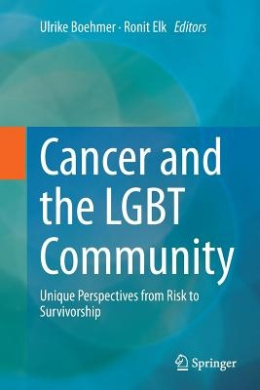 Ulrike Boehmer · Ronit Elk Editors
Cancer and
the LGBT
Community
Unique Perspectives from Risk to
Survivorship
Springer